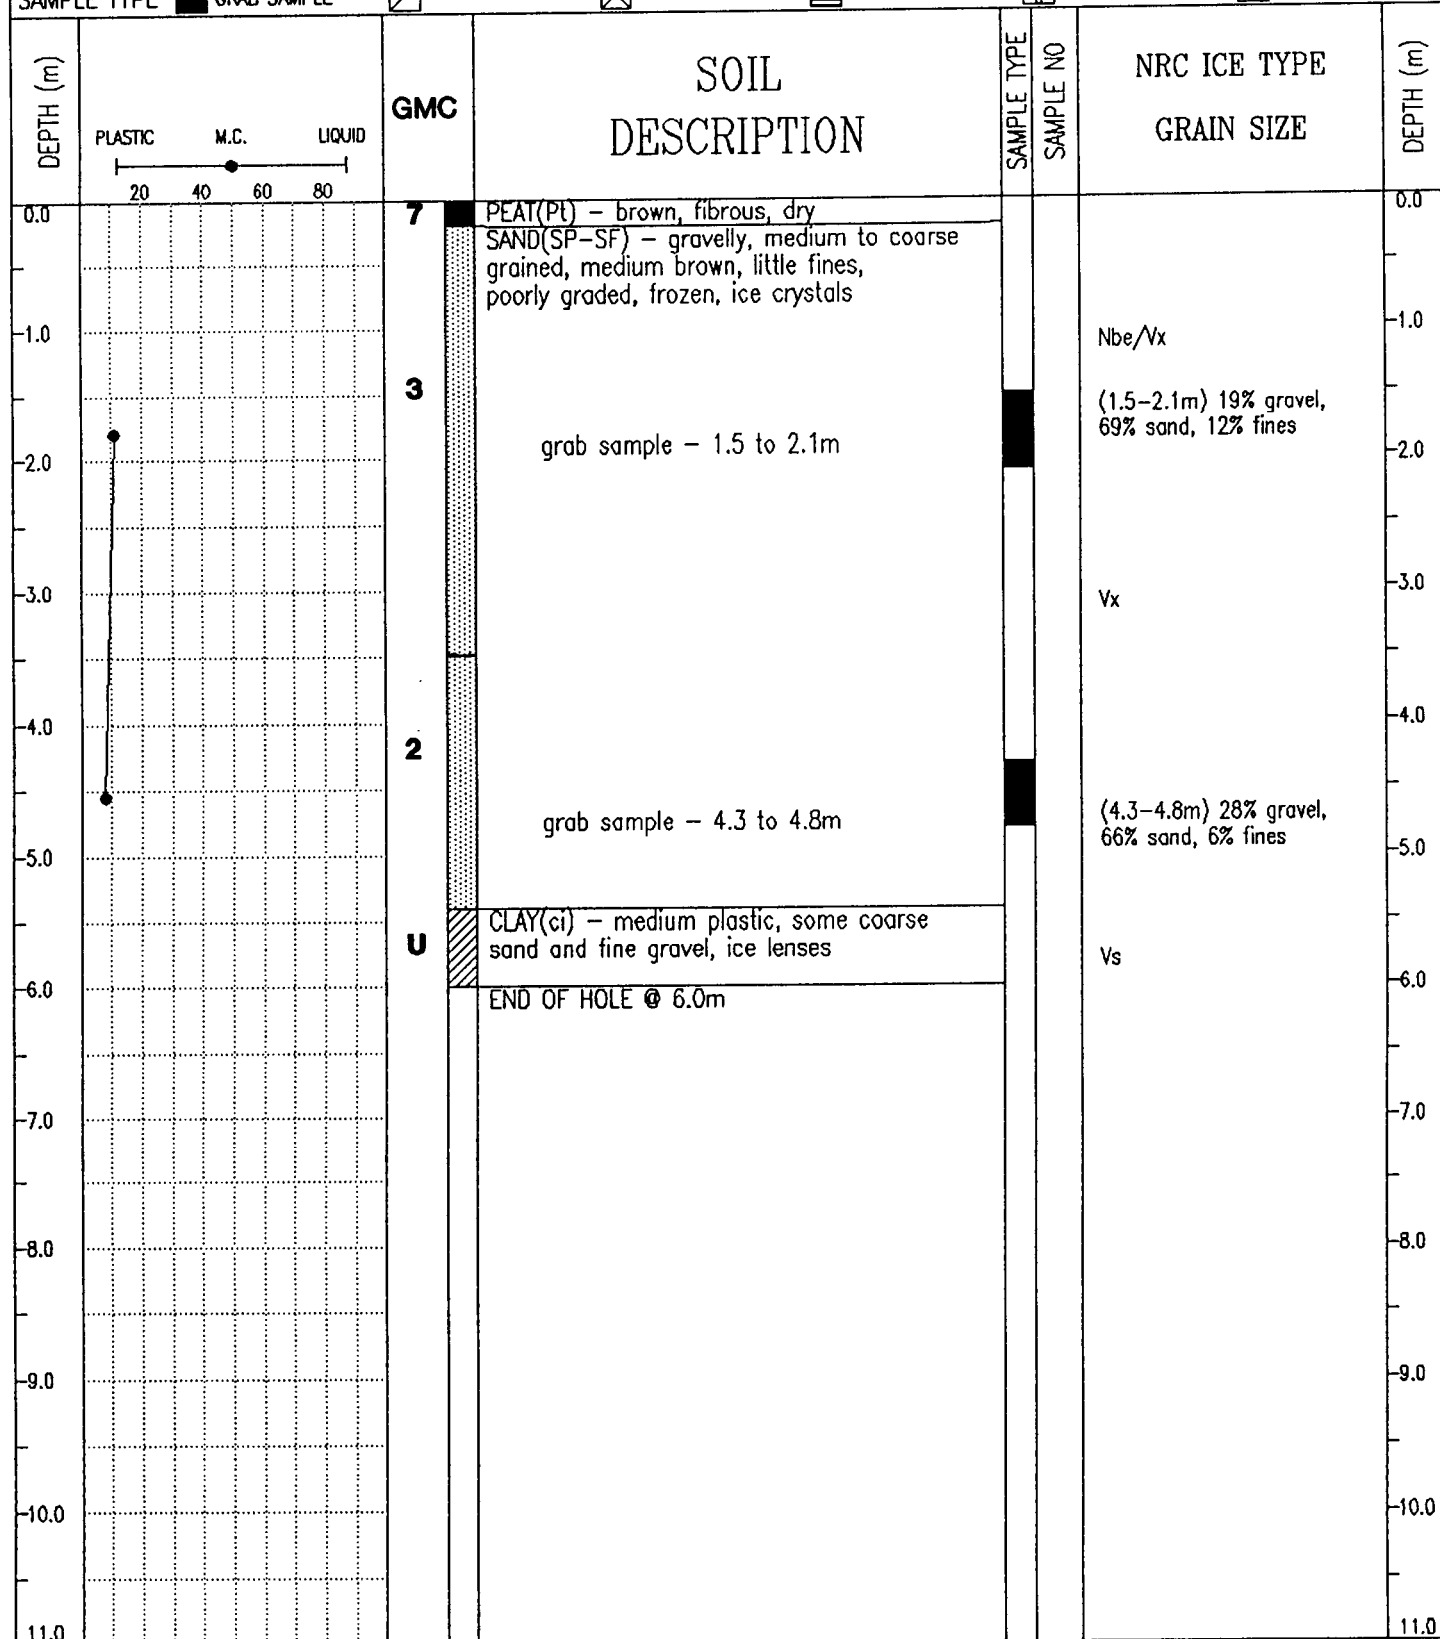 SAMPLE TYPE GRAB SAMPLE
DEPTH (m)
PLASTIC M.C. LIQUID
20 40 60 80
GMC
SOIL
DESCRIPTION
SAMPLE TYPE
SAMPLE NO
NRC ICE TYPE
GRAIN SIZE
DEPTH (m)
0.0 7 PEAT(Pt) – brown, fibrous, dry 0.0
SAND(SP–SF) – gravelly, medium to coarse
grained, medium brown, little fines,
poorly graded, frozen, ice crystals
1.0 Nbe/Vx 1.0
3 (1.5–2.1m) 19% gravel,
69% sand, 12% fines
grab sample – 1.5 to 2.1m
2.0 2.0
3.0 Vx 3.0
4.0 4.0
2
grab sample – 4.3 to 4.8m (4.3–4.8m) 28% gravel,
66% sand, 6% fines
5.0 5.0
CLAY(ci) – medium plastic, some coarse
U sand and fine gravel, ice lenses Vs
6.0 END OF HOLE @ 6.0m 6.0
7.0 7.0
8.0 8.0
9.0 9.0
10.0 10.0
11.0 11.0